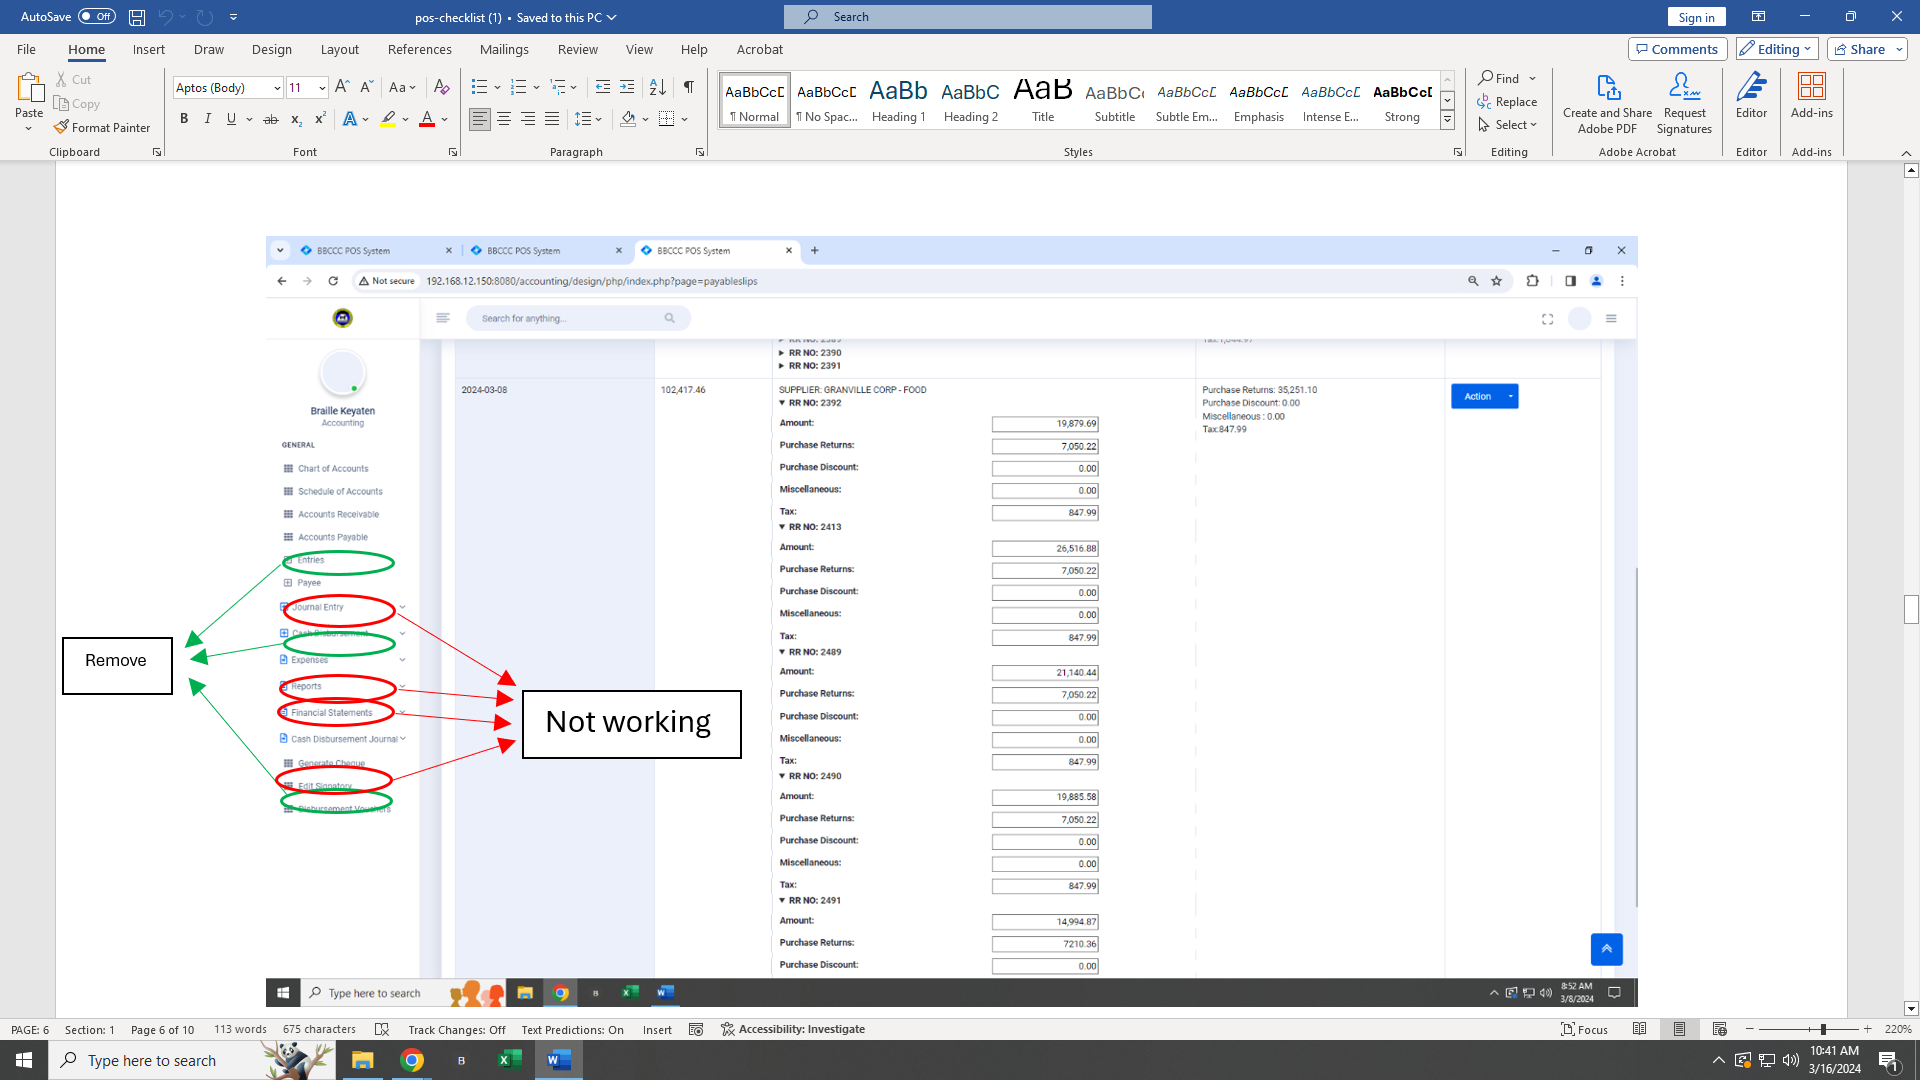 AutoSave Off
pos-checklist (1) • Saved to this PC
Search
Sign in
File Home Insert Draw Design Layout References Mailings Review View Help Acrobat
Comments Editing Share
Paste
Cut
Copy
Format Painter
Clipboard
Aptos (Body) 11
Font
Paragraph
AaBbCcD ¶ Normal
AaBbCcD ¶ No Spac...
AaBb Heading 1
AaBbC Heading 2
AaB Title
AaBbCc Subtitle
AaBbCcD Subtle Em...
AaBbCcD Emphasis
AaBbCcD Intense E...
AaBbCcD Strong
Styles
Find
Replace
Select
Editing
Create and Share Adobe PDF
Request Signatures
Adobe Acrobat
Editor
Editor
Add-ins
Add-ins
BBCCC POS System
BBCCC POS System
BBCCC POS System
Not secure 192.168.12.150:8080/accounting/design/php/index.php?page=payableslips
Search for anything...
Braille Keyaten
Accounting
GENERAL
Chart of Accounts
Schedule of Accounts
Accounts Receivable
Accounts Payable
Entries
Payee
Journal Entry
Cash Disbursement
Expenses
Reports
Financial Statements
Cash Disbursement Journal
Generate Cheque
Edit Signatory
Disbursement Vouchers
Remove
Not working
RR NO: 2389
RR NO: 2390
RR NO: 2391
Tax:1,044.97
2024-03-08
102,417.46
SUPPLIER: GRANVILLE CORP - FOOD
RR NO: 2392
Amount: 19,879.69
Purchase Returns: 7,050.22
Purchase Discount: 0.00
Miscellaneous: 0.00
Tax: 847.99
RR NO: 2413
Amount: 26,516.88
Purchase Returns: 7,050.22
Purchase Discount: 0.00
Miscellaneous: 0.00
Tax: 847.99
RR NO: 2489
Amount: 21,140.44
Purchase Returns: 7,050.22
Purchase Discount: 0.00
Miscellaneous: 0.00
Tax: 847.99
RR NO: 2490
Amount: 19,885.58
Purchase Returns: 7,050.22
Purchase Discount: 0.00
Miscellaneous: 0.00
Tax: 847.99
RR NO: 2491
Amount: 14,994.87
Purchase Returns: 7210.36
Purchase Discount: 0.00
Purchase Returns: 35,251.10
Purchase Discount: 0.00
Miscellaneous : 0.00
Tax:847.99
Action
Type here to search
8:52 AM
3/8/2024
PAGE: 6 Section: 1 Page 6 of 10 113 words 675 characters Track Changes: Off Text Predictions: On Insert Accessibility: Investigate
Focus 220%
Type here to search
10:41 AM
3/16/2024
1